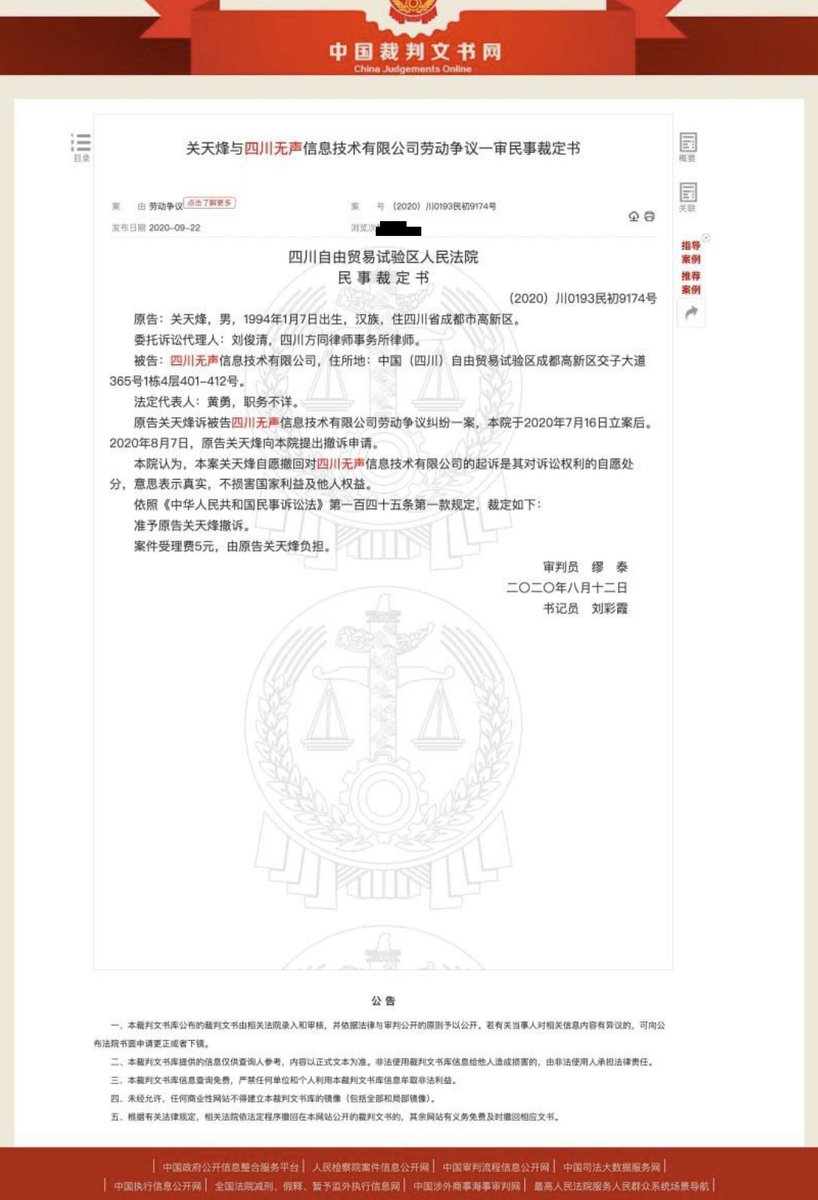 中国裁判文书网
China Judgements Online
目录
概要
关联
指导
案例
推荐
案例
关天烽与四川无声信息技术有限公司劳动争议一审民事裁定书
案 由 劳动争议 点击了解更多 案 号 （2020）川0193民初9174号
发布日期 2020-09-22 浏览次
四川自由贸易试验区人民法院
民 事 裁 定 书
（2020）川0193民初9174号
原告：关天烽，男，1994年1月7日出生，汉族，住四川省成都市高新区。
委托诉讼代理人：刘俊清，四川方同律师事务所律师。
被告：四川无声信息技术有限公司，住所地：中国（四川）自由贸易试验区成都高新区交子大道
365号1栋4层401-412号。
法定代表人：黄勇，职务不详。
原告关天烽诉被告四川无声信息技术有限公司劳动争议纠纷一案，本院于2020年7月16日立案后。
2020年8月7日，原告关天烽向本院提出撤诉申请。
本院认为，本案关天烽自愿撤回对四川无声信息技术有限公司的起诉是其对诉讼权利的自愿处
分，意思表示真实，不损害国家利益及他人权益。
依照《中华人民共和国民事诉讼法》第一百四十五条第一款规定，裁定如下：
准予原告关天烽撤诉。
案件受理费5元，由原告关天烽负担。
审判员 缪 泰
二〇二〇年八月十二日
书记员 刘彩霞
公 告
一、本裁判文书库公布的裁判文书由相关法院录入和审核，并依据法律与审判公开的原则予以公开。若有关当事人对相关信息内容有异议的，可向公
布法院书面申请更正或者下镜。
二、本裁判文书库提供的信息仅供查询人参考，内容以正式文本为准。非法使用裁判文书库信息给他人造成损害的，由非法使用人承担法律责任。
三、本裁判文书库信息查询免费，严禁任何单位和个人利用本裁判文书库信息牟取非法利益。
四、未经允许，任何商业性网站不得建立本裁判文书库的镜像（包括全部和局部镜像）。
五、根据有关法律规定，相关法院依法定程序撤回在本网站公开的裁判文书的，其余网站有义务免费及时撤回相应文书。
| 中国政府公开信息整合服务平台 | 人民检察院案件信息公开网 | 中国审判流程信息公开网 | 中国司法大数据服务网 |
| 中国执行信息公开网 | 全国法院减刑、假释、暂予监外执行信息网 | 中国涉外商事海事审判网 | 最高人民法院服务人民群众系统场景导航 |